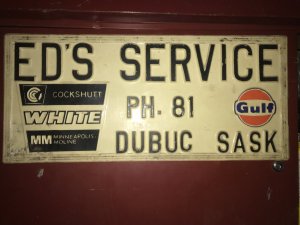 ED'S SERVICE
COCKSHUTT
WHITE
MM MINNEAPOLIS
MOLINE
PH. 81
Gulf
DUBUC SASK